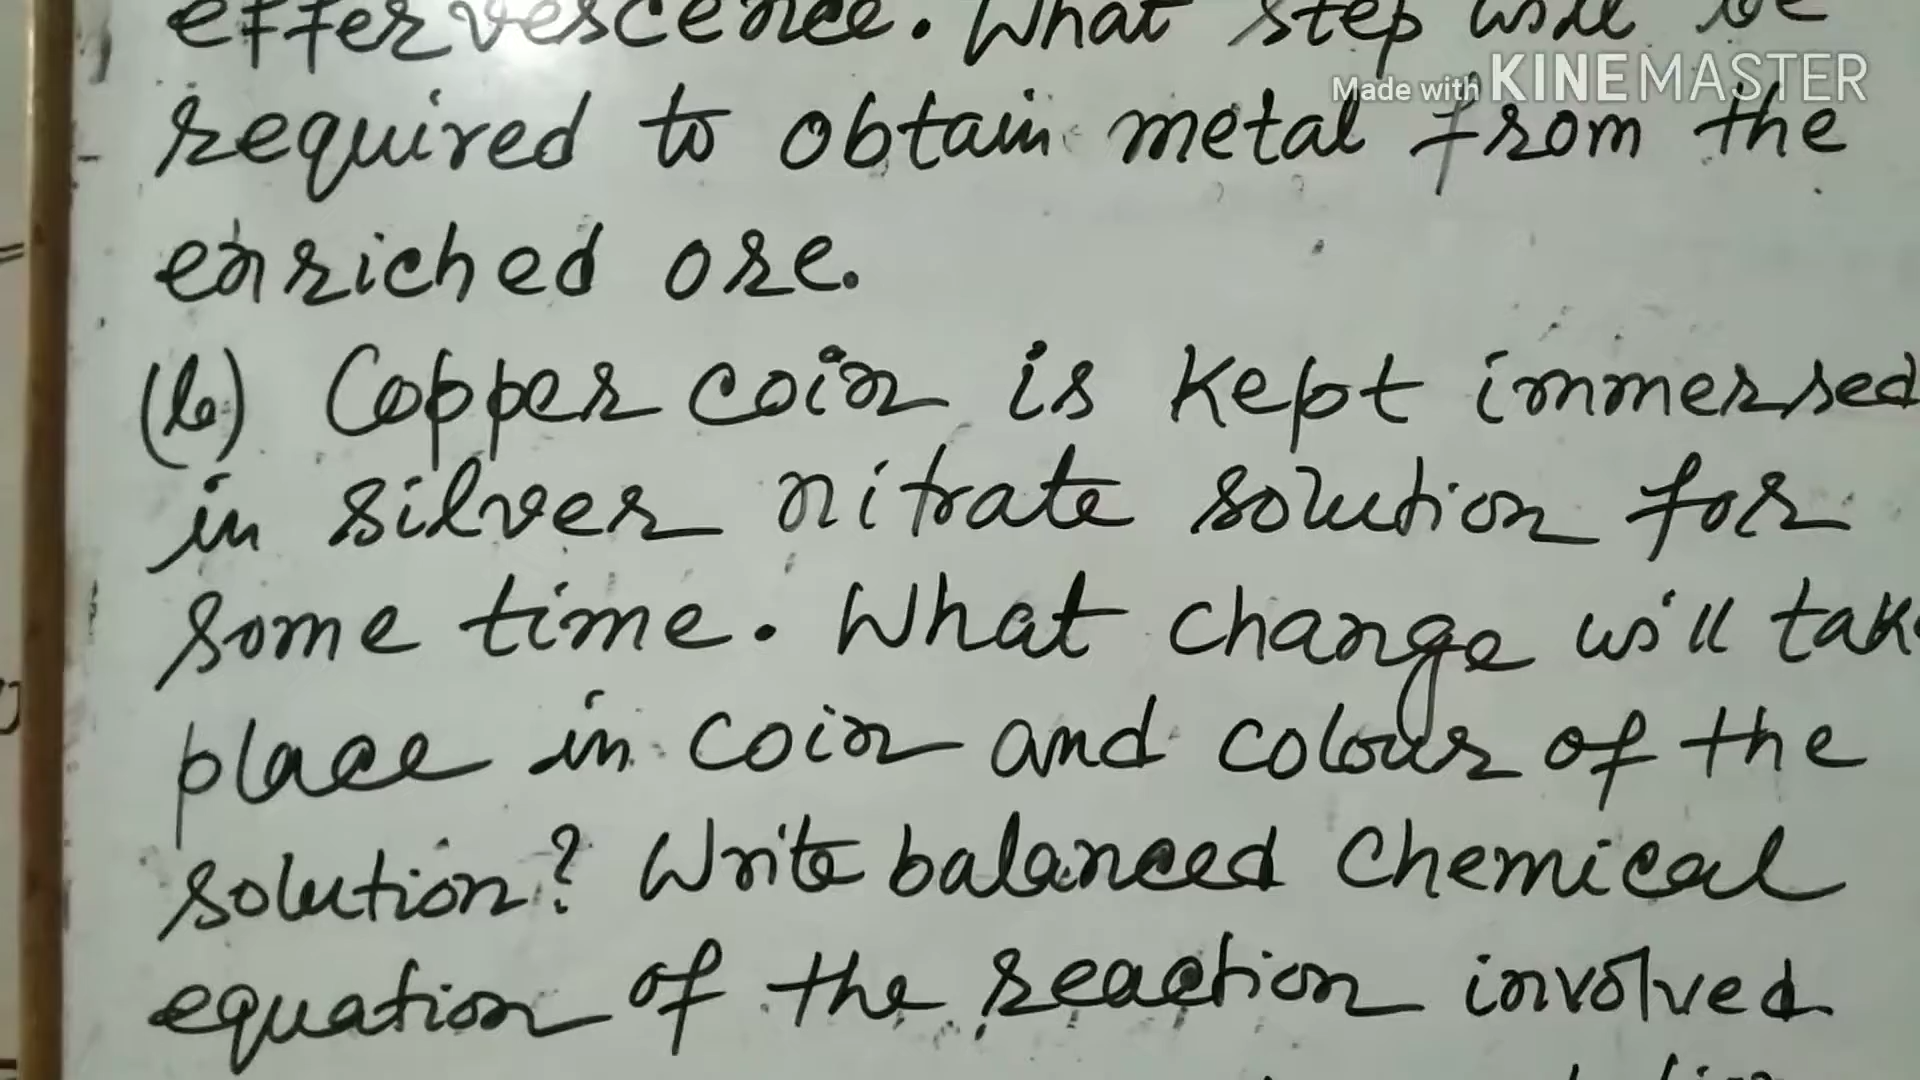 effervescence. What step will be
Made with KINEMASTER
required to obtain metal from the
enriched ore.
(b) Copper coin is kept immersed
in silver nitrate solution for
some time. What change will tak
place in coin and colour of the
solution? Write balanced chemical
equation of the reaction involved